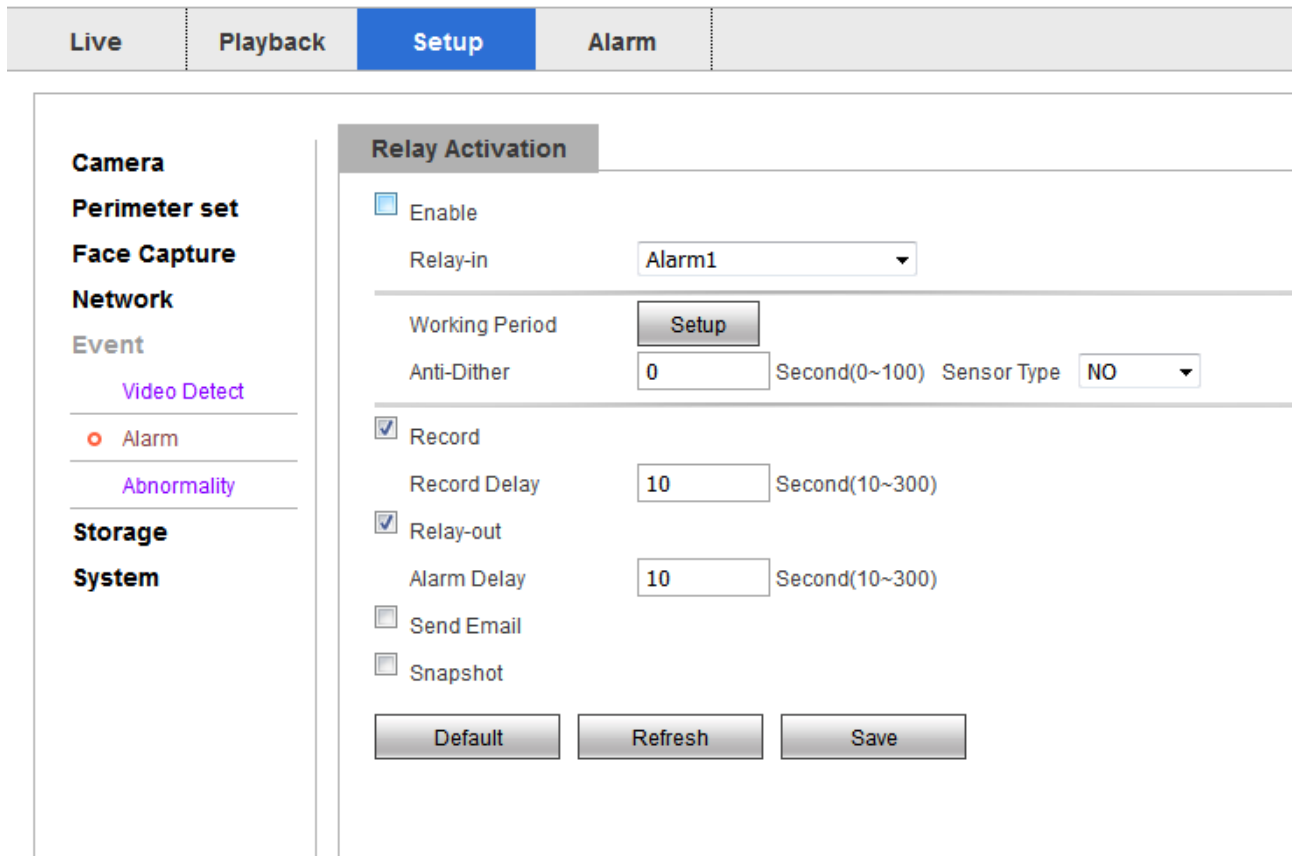 Live Playback Setup Alarm
Camera
Perimeter set
Face Capture
Network
Event
Video Detect
Alarm
Abnormality
Storage
System
Relay Activation
Enable
Relay-in Alarm1
Working Period Setup
Anti-Dither 0 Second(0~100) Sensor Type NO
Record
Record Delay 10 Second(10~300)
Relay-out
Alarm Delay 10 Second(10~300)
Send Email
Snapshot
Default Refresh Save